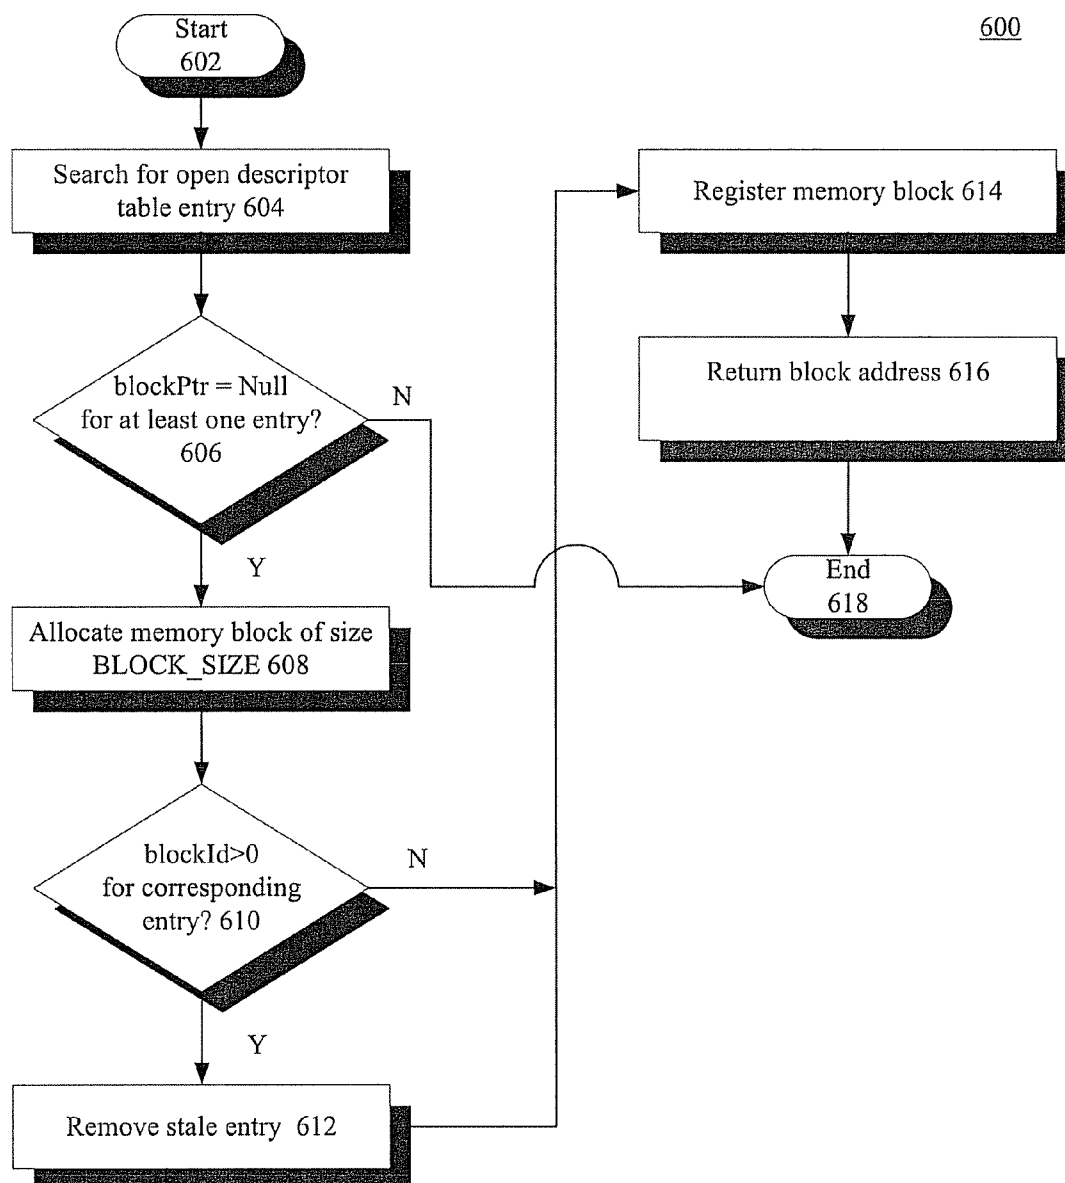 600
Start
602
Search for open descriptor
table entry 604
blockPtr = Null
for at least one entry?
606
N
Y
Allocate memory block of size
BLOCK_SIZE 608
blockId>0
for corresponding
entry? 610
N
Y
Remove stale entry 612
Register memory block 614
Return block address 616
End
618